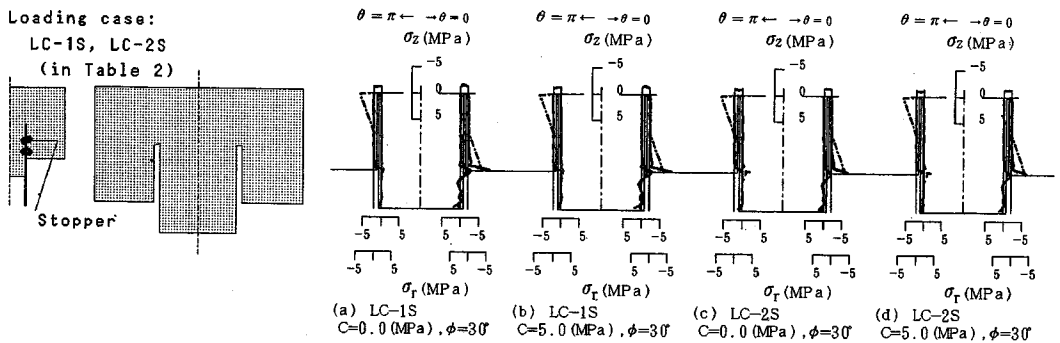 Loading case:
LC-1S, LC-2S
(in Table 2)
Stopper
θ = π ← → θ = 0
σz (MPa)
-5
0
5
-5 5 5 -5
-5 5 5 -5
σr (MPa)
(a) LC-1S
C=0.0 (MPa), φ=30°
θ = π ← → θ = 0
σz (MPa)
-5
0
5
-5 5 5 -5
-5 5 5 -5
σr (MPa)
(b) LC-1S
C=5.0 (MPa), φ=30°
θ = π ← → θ = 0
σz (MPa)
-5
0
5
-5 5 5 -5
-5 5 5 -5
σr (MPa)
(c) LC-2S
C=0.0 (MPa), φ=30°
θ = π ← → θ = 0
σz (MPa)
-5
0
5
-5 5 5 -5
-5 5 5 -5
σr (MPa)
(d) LC-2S
C=5.0 (MPa), φ=30°